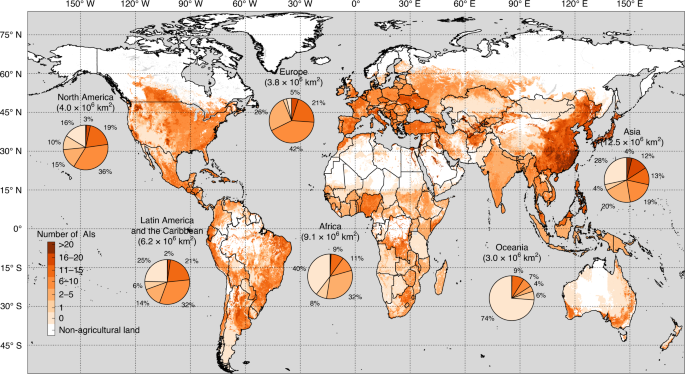 150° W 120° W 90° W 60° W 30° W 0° 30° E 60° E 90° E 120° E 150° E
75° N
60° N
45° N
30° N
15° N
0°
15° S
30° S
45° S
North America
(4.0 × 10⁶ km²)
3%
19%
36%
15%
10%
16%
Europe
(3.8 × 10⁶ km²)
5%
21%
42%
26%
Asia
(12.5 × 10⁶ km²)
4%
12%
13%
19%
20%
4%
28%
Latin America
and the Caribbean
(6.2 × 10⁶ km²)
2%
21%
32%
14%
6%
25%
Africa
(9.1 × 10⁶ km²)
9%
11%
32%
8%
40%
Oceania
(3.0 × 10⁶ km²)
9%
7%
4%
6%
74%
Number of AIs
>20
16–20
11–15
6–10
2–5
1
0
Non-agricultural land